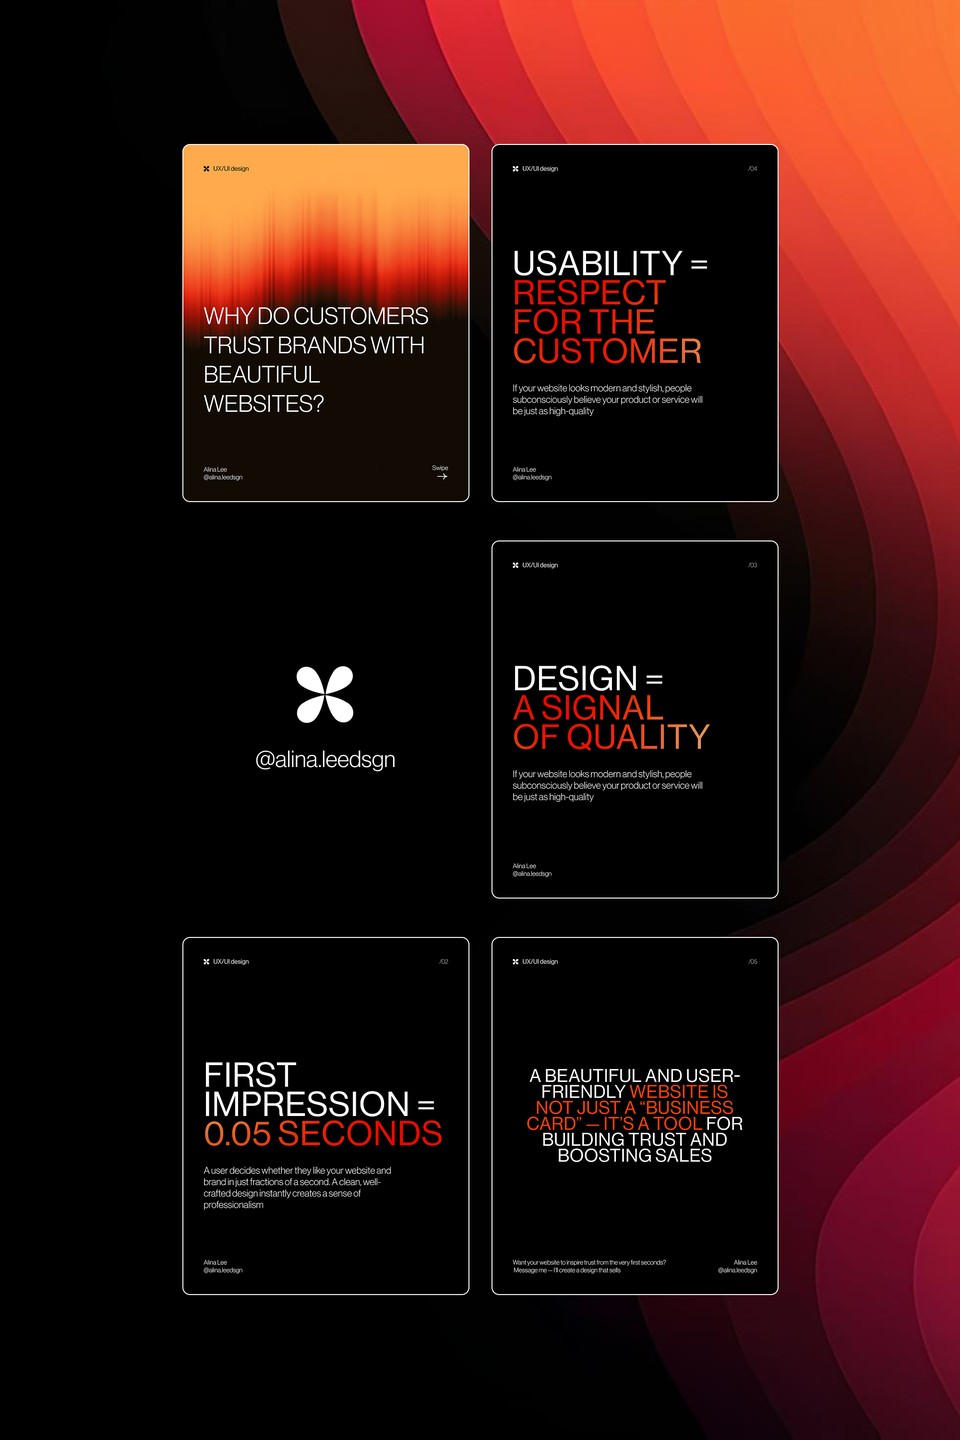 UX/UI design
WHY DO CUSTOMERS
TRUST BRANDS WITH
BEAUTIFUL
WEBSITES?
Alina Lee
@alina.leedsgn
Swipe
UX/UI design
/04
USABILITY =
RESPECT
FOR THE
CUSTOMER
If your website looks modern and stylish, people
subconsciously believe your product or service will
be just as high-quality
Alina Lee
@alina.leedsgn
@alina.leedsgn
UX/UI design
/03
DESIGN =
A SIGNAL
OF QUALITY
If your website looks modern and stylish, people
subconsciously believe your product or service will
be just as high-quality
Alina Lee
@alina.leedsgn
UX/UI design
/02
FIRST
IMPRESSION =
0.05 SECONDS
A user decides whether they like your website and
brand in just fractions of a second. A clean, well-
crafted design instantly creates a sense of
professionalism
Alina Lee
@alina.leedsgn
UX/UI design
/05
A BEAUTIFUL AND USER-
FRIENDLY WEBSITE IS
NOT JUST A “BUSINESS
CARD” — IT’S A TOOL FOR
BUILDING TRUST AND
BOOSTING SALES
Want your website to inspire trust from the very first seconds?
Message me — I'll create a design that sells
Alina Lee
@alina.leedsgn